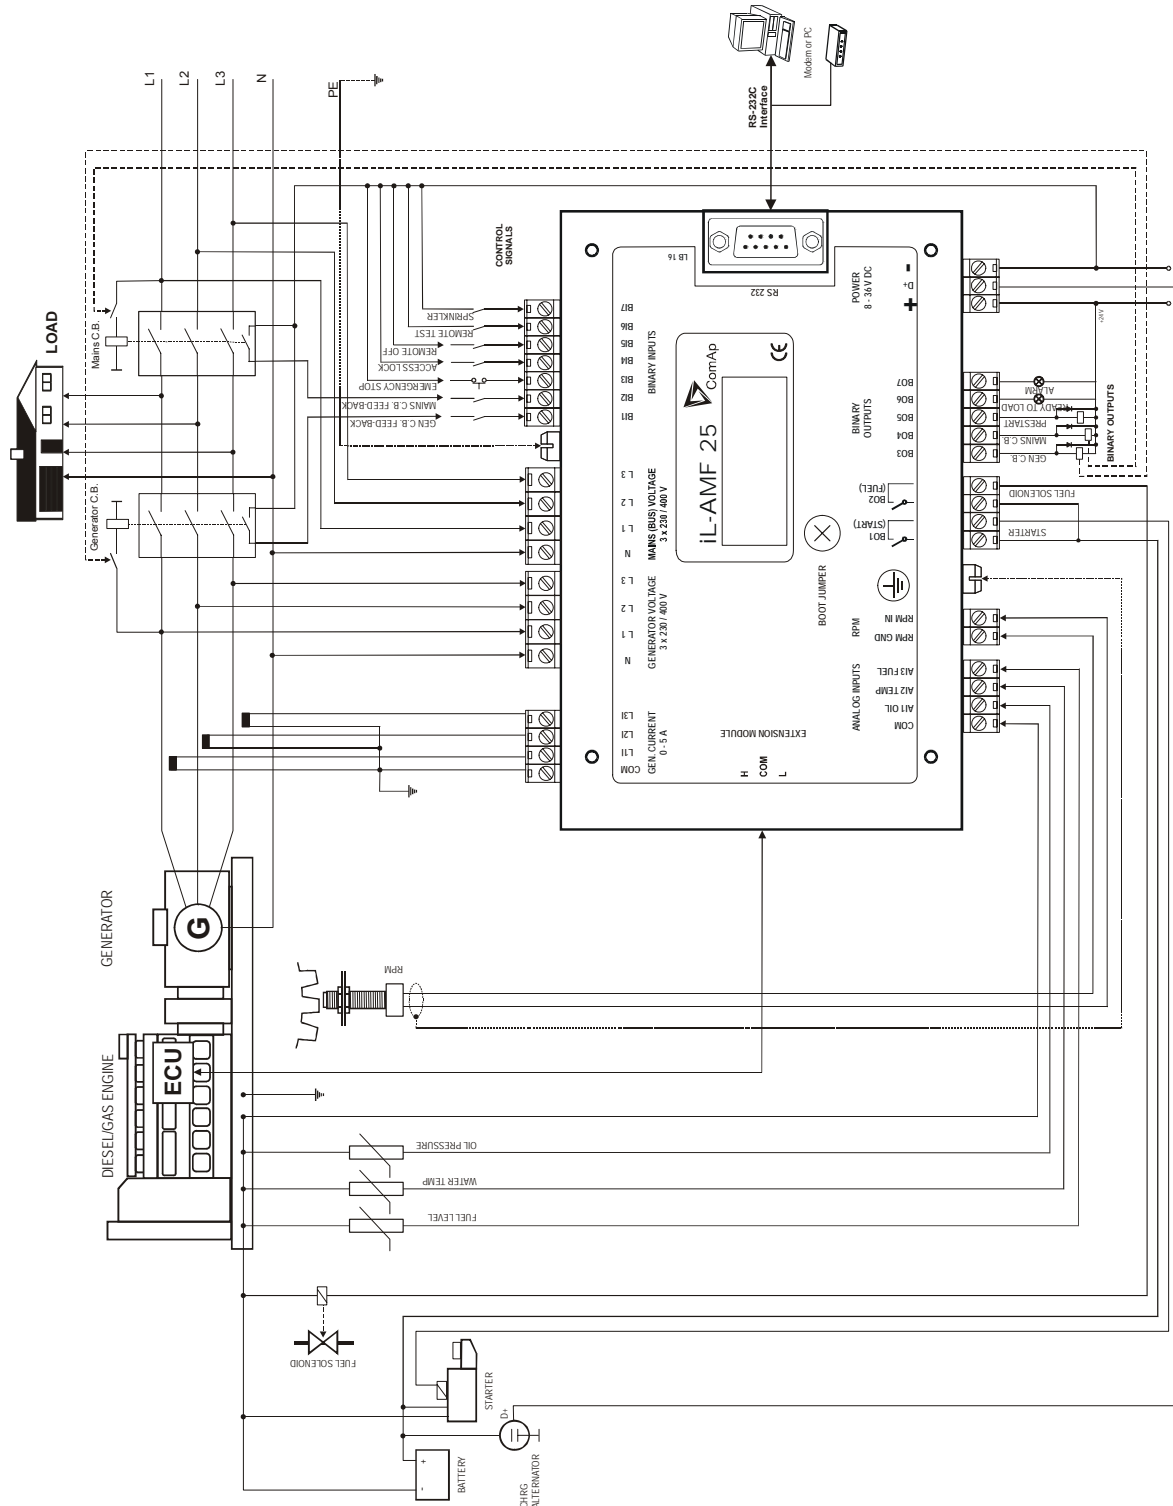 L1
L2
L3
N
PE
LOAD
Mains C.B.
Generator C.B.
RS-232C
Interface
Modem or PC
CONTROL
SIGNALS
SPRINKLER
REMOTE TEST
REMOTE OFF
ACCESS LOCK
EMERGENCY STOP
MAINS C.B. FEED-BACK
GEN C.B. FEED-BACK
BI7
BI6
BI5
BI4
BI3
BI2
BI1
BINARY INPUTS
LB 16
RS 232
POWER
8 - 36V DC
-
D+
+
+24V
L 3
L 2
L 1
N
MAINS (BUS) VOLTAGE
3 x 230 / 400 V
L 3
L 2
L 1
N
GENERATOR VOLTAGE
3 x 230 / 400 V
L3I
L2I
L1I
COM
GEN. CURRENT
0 - 5 A
iL-AMF 25
ComAp
CE
BOOT JUMPER
BINARY
OUTPUTS
BO7
BO6
BO5
BO4
BO3
BO2
(FUEL)
BO1
(START)
ALARM
READY TO LOAD
PRESTART
MAINS C.B.
GEN C.B.
BINARY OUTPUTS
FUEL SOLENOID
STARTER
RPM
RPM IN
RPM GND
ANALOG INPUTS
AI3 FUEL
AI2 TEMP
AI1 OIL
COM
EXTENSION MODULE
H
COM
L
GENERATOR
G
DIESEL/GAS ENGINE
ECU
RPM
OIL PRESSURE
WATER TEMP
FUEL LEVEL
FUEL SOLENOID
STARTER
D+
BATTERY
+
-
CHRG
ALTERNATOR